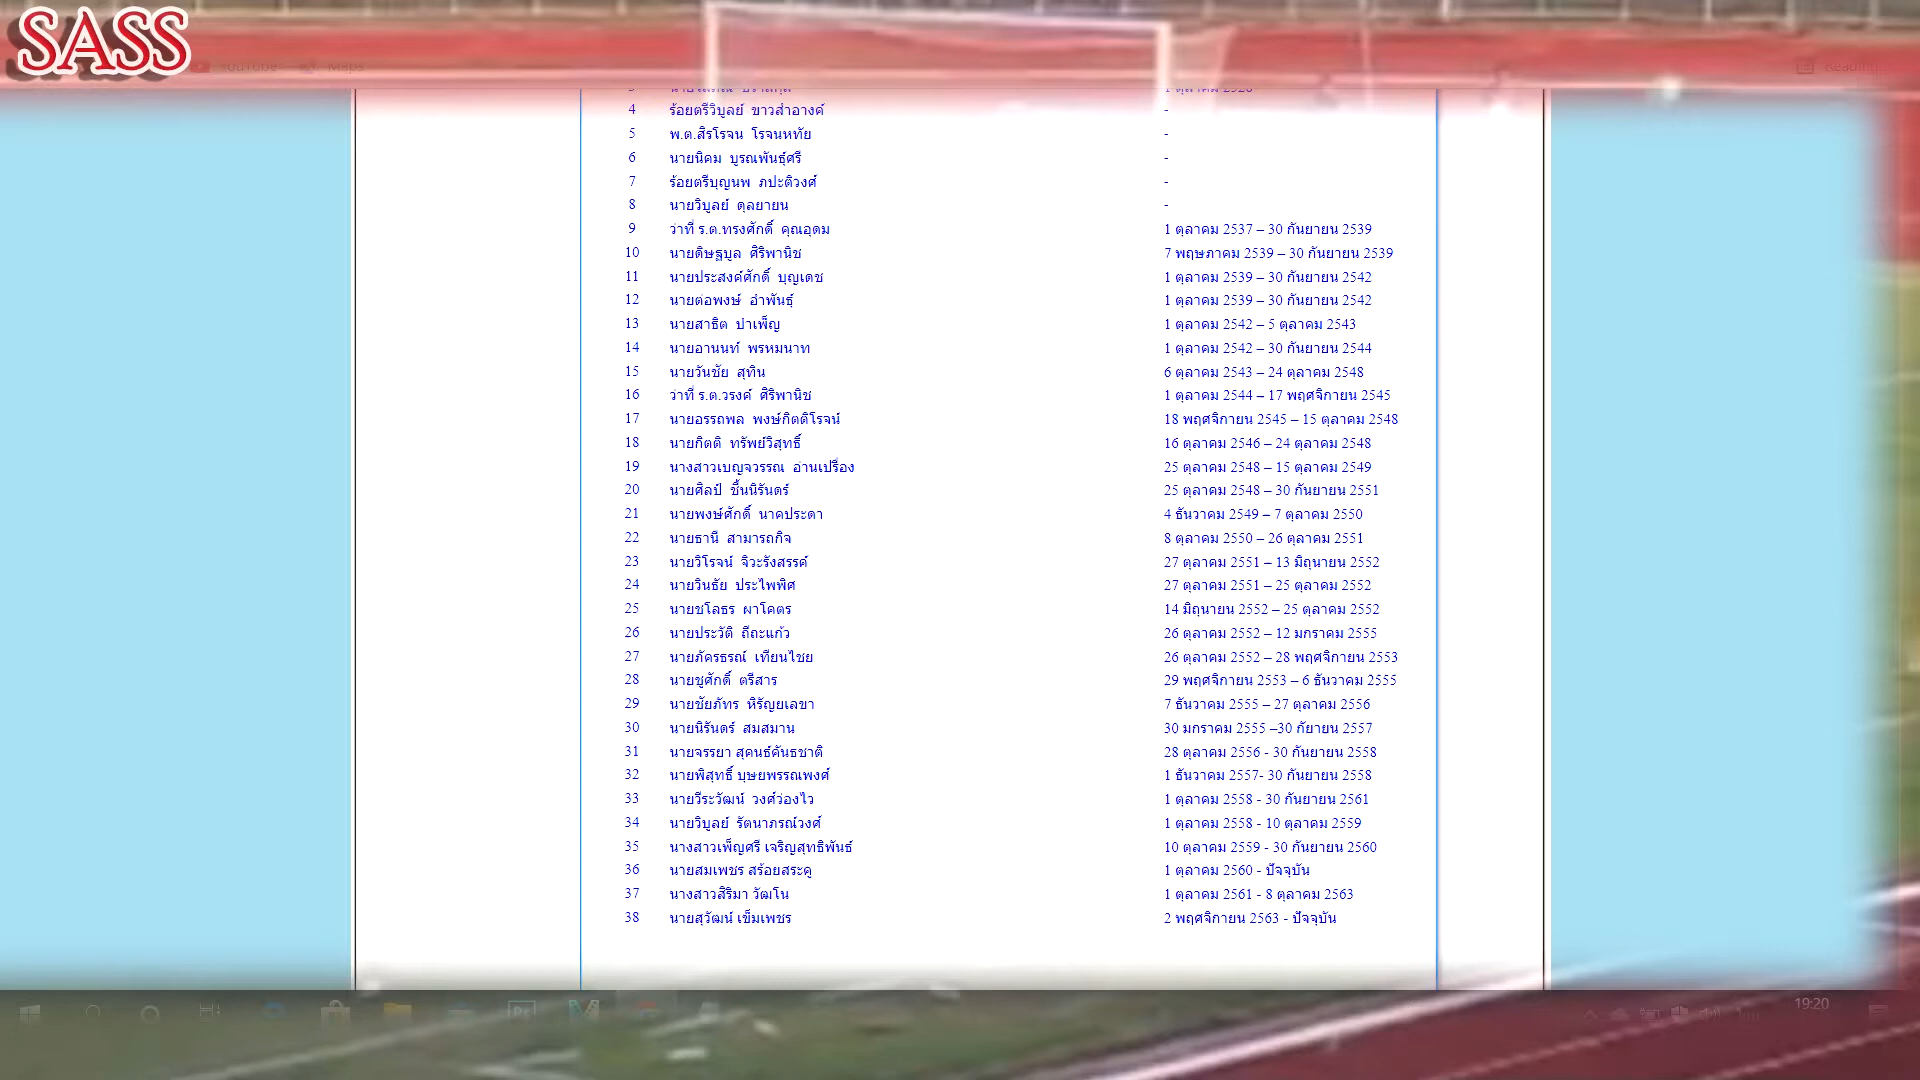 SASS
YouTube Maps
4 ร้อยตรีวิบูลย์ ขาวสำอางค์ -
5 พ.ต.สิรโรจน โรจนหทัย -
6 นายนิคม บูรณพันธุ์ศรี -
7 ร้อยตรีบุญนพ ภปะติวงศ์ -
8 นายวิบูลย์ ดุลยายน -
9 ว่าที่ ร.ต.ทรงศักดิ์ คุณอุดม 1 ตุลาคม 2537 – 30 กันยายน 2539
10 นายดิษฐบูล ศิริพานิช 7 พฤษภาคม 2539 – 30 กันยายน 2539
11 นายประสงค์ศักดิ์ บุญเดช 1 ตุลาคม 2539 – 30 กันยายน 2542
12 นายต่อพงษ์ อ่ำพันธุ์ 1 ตุลาคม 2539 – 30 กันยายน 2542
13 นายสาธิต ปาเพ็ญ 1 ตุลาคม 2542 – 5 ตุลาคม 2543
14 นายอานนท์ พรหมนาท 1 ตุลาคม 2542 – 30 กันยายน 2544
15 นายวันชัย สุทิน 6 ตุลาคม 2543 – 24 ตุลาคม 2548
16 ว่าที่ ร.ต.วรงค์ ศิริพานิช 1 ตุลาคม 2544 – 17 พฤศจิกายน 2545
17 นายอรรถพล พงษ์กิตติโรจน์ 18 พฤศจิกายน 2545 – 15 ตุลาคม 2548
18 นายกิตติ ทรัพย์วิสุทธิ์ 16 ตุลาคม 2546 – 24 ตุลาคม 2548
19 นางสาวเบญจวรรณ อ่านเปรื่อง 25 ตุลาคม 2548 – 15 ตุลาคม 2549
20 นายศิลป์ ชื้นนิรันดร์ 25 ตุลาคม 2548 – 30 กันยายน 2551
21 นายพงษ์ศักดิ์ นาคประดา 4 ธันวาคม 2549 – 7 ตุลาคม 2550
22 นายธานี สามารถกิจ 8 ตุลาคม 2550 – 26 ตุลาคม 2551
23 นายวิโรจน์ จิวะรังสรรค์ 27 ตุลาคม 2551 – 13 มิถุนายน 2552
24 นายวินธัย ประไพพิศ 27 ตุลาคม 2551 – 25 ตุลาคม 2552
25 นายชโลธร ผาโคตร 14 มิถุนายน 2552 – 25 ตุลาคม 2552
26 นายประวัติ ถีถะแก้ว 26 ตุลาคม 2552 – 12 มกราคม 2555
27 นายภัครธรณ์ เทียนไชย 26 ตุลาคม 2552 – 28 พฤศจิกายน 2553
28 นายชูศักดิ์ ตรีสาร 29 พฤศจิกายน 2553 – 6 ธันวาคม 2555
29 นายชัยภัทร หิรัญยเลขา 7 ธันวาคม 2555 – 27 ตุลาคม 2556
30 นายนิรันดร์ สมสมาน 30 มกราคม 2555 –30 กัยายน 2557
31 นายจรรยา สุคนธ์คันธชาติ 28 ตุลาคม 2556 - 30 กันยายน 2558
32 นายพิสุทธิ์ บุษยพรรณพงศ์ 1 ธันวาคม 2557- 30 กันยายน 2558
33 นายวีระวัฒน์ วงศ์ว่องไว 1 ตุลาคม 2558 - 30 กันยายน 2561
34 นายวิบูลย์ รัตนาภรณ์วงศ์ 1 ตุลาคม 2558 - 10 ตุลาคม 2559
35 นางสาวเพ็ญศรี เจริญสุทธิพันธ์ 10 ตุลาคม 2559 - 30 กันยายน 2560
36 นายสมเพชร สร้อยสระคู 1 ตุลาคม 2560 - ปัจจุบัน
37 นางสาวสิริมา วัฒโน 1 ตุลาคม 2561 - 8 ตุลาคม 2563
38 นายสุวัฒน์ เข็มเพชร 2 พฤศจิกายน 2563 - ปัจจุบัน
19:20